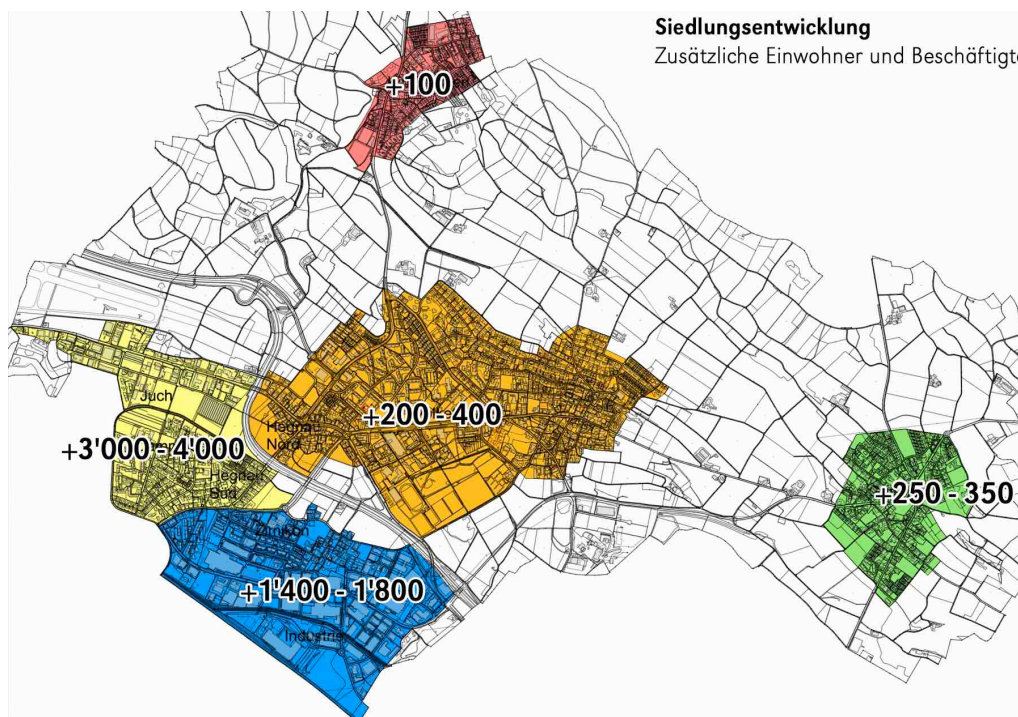 Siedlungsentwicklung
Zusätzliche Einwohner und Beschäftigte
+100
Juch
+200 - 400
Hegnau
Nord
+3'000 - 4'000
Hegnau
Süd
+250 - 350
Zimikon
+1'400 - 1'800
Industrie